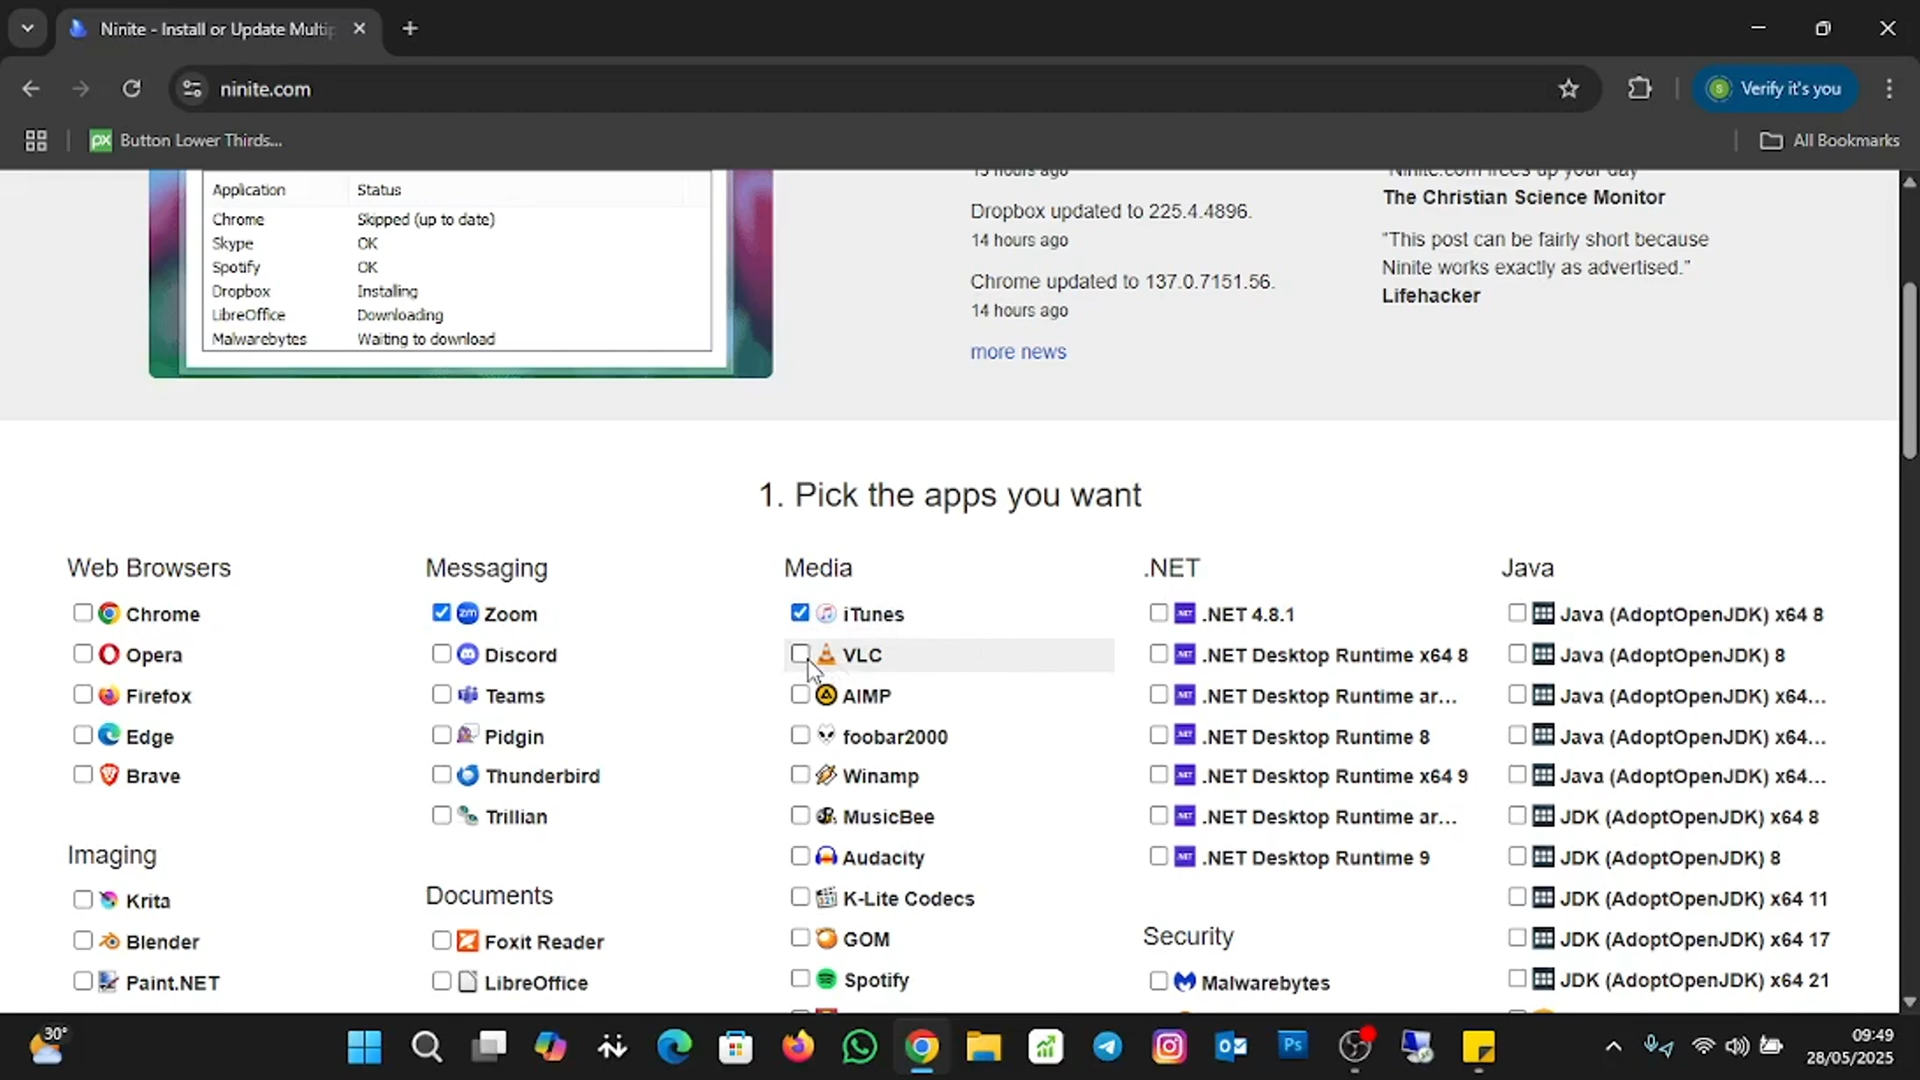 Ninite - Install or Update Multip
ninite.com
Verify it's you
Button Lower Thirds...
All Bookmarks
Application Status
Chrome Skipped (up to date)
Skype OK
Spotify OK
Dropbox Installing
LibreOffice Downloading
Malwarebytes Waiting to download
Dropbox updated to 225.4.4896.
14 hours ago
Chrome updated to 137.0.7151.56.
14 hours ago
more news
"Ninite.com frees up your day"
The Christian Science Monitor
"This post can be fairly short because
Ninite works exactly as advertised."
Lifehacker
1. Pick the apps you want
Web Browsers
Chrome
Opera
Firefox
Edge
Brave
Imaging
Krita
Blender
Paint.NET
Messaging
Zoom
Discord
Teams
Pidgin
Thunderbird
Trillian
Documents
Foxit Reader
LibreOffice
Media
iTunes
VLC
AIMP
foobar2000
Winamp
MusicBee
Audacity
K-Lite Codecs
GOM
Spotify
.NET
.NET 4.8.1
.NET Desktop Runtime x64 8
.NET Desktop Runtime ar...
.NET Desktop Runtime 8
.NET Desktop Runtime x64 9
.NET Desktop Runtime ar...
.NET Desktop Runtime 9
Security
Malwarebytes
Java
Java (AdoptOpenJDK) x64 8
Java (AdoptOpenJDK) 8
Java (AdoptOpenJDK) x64...
Java (AdoptOpenJDK) x64...
Java (AdoptOpenJDK) x64...
JDK (AdoptOpenJDK) x64 8
JDK (AdoptOpenJDK) 8
JDK (AdoptOpenJDK) x64 11
JDK (AdoptOpenJDK) x64 17
JDK (AdoptOpenJDK) x64 21
30°
09:49
28/05/2025